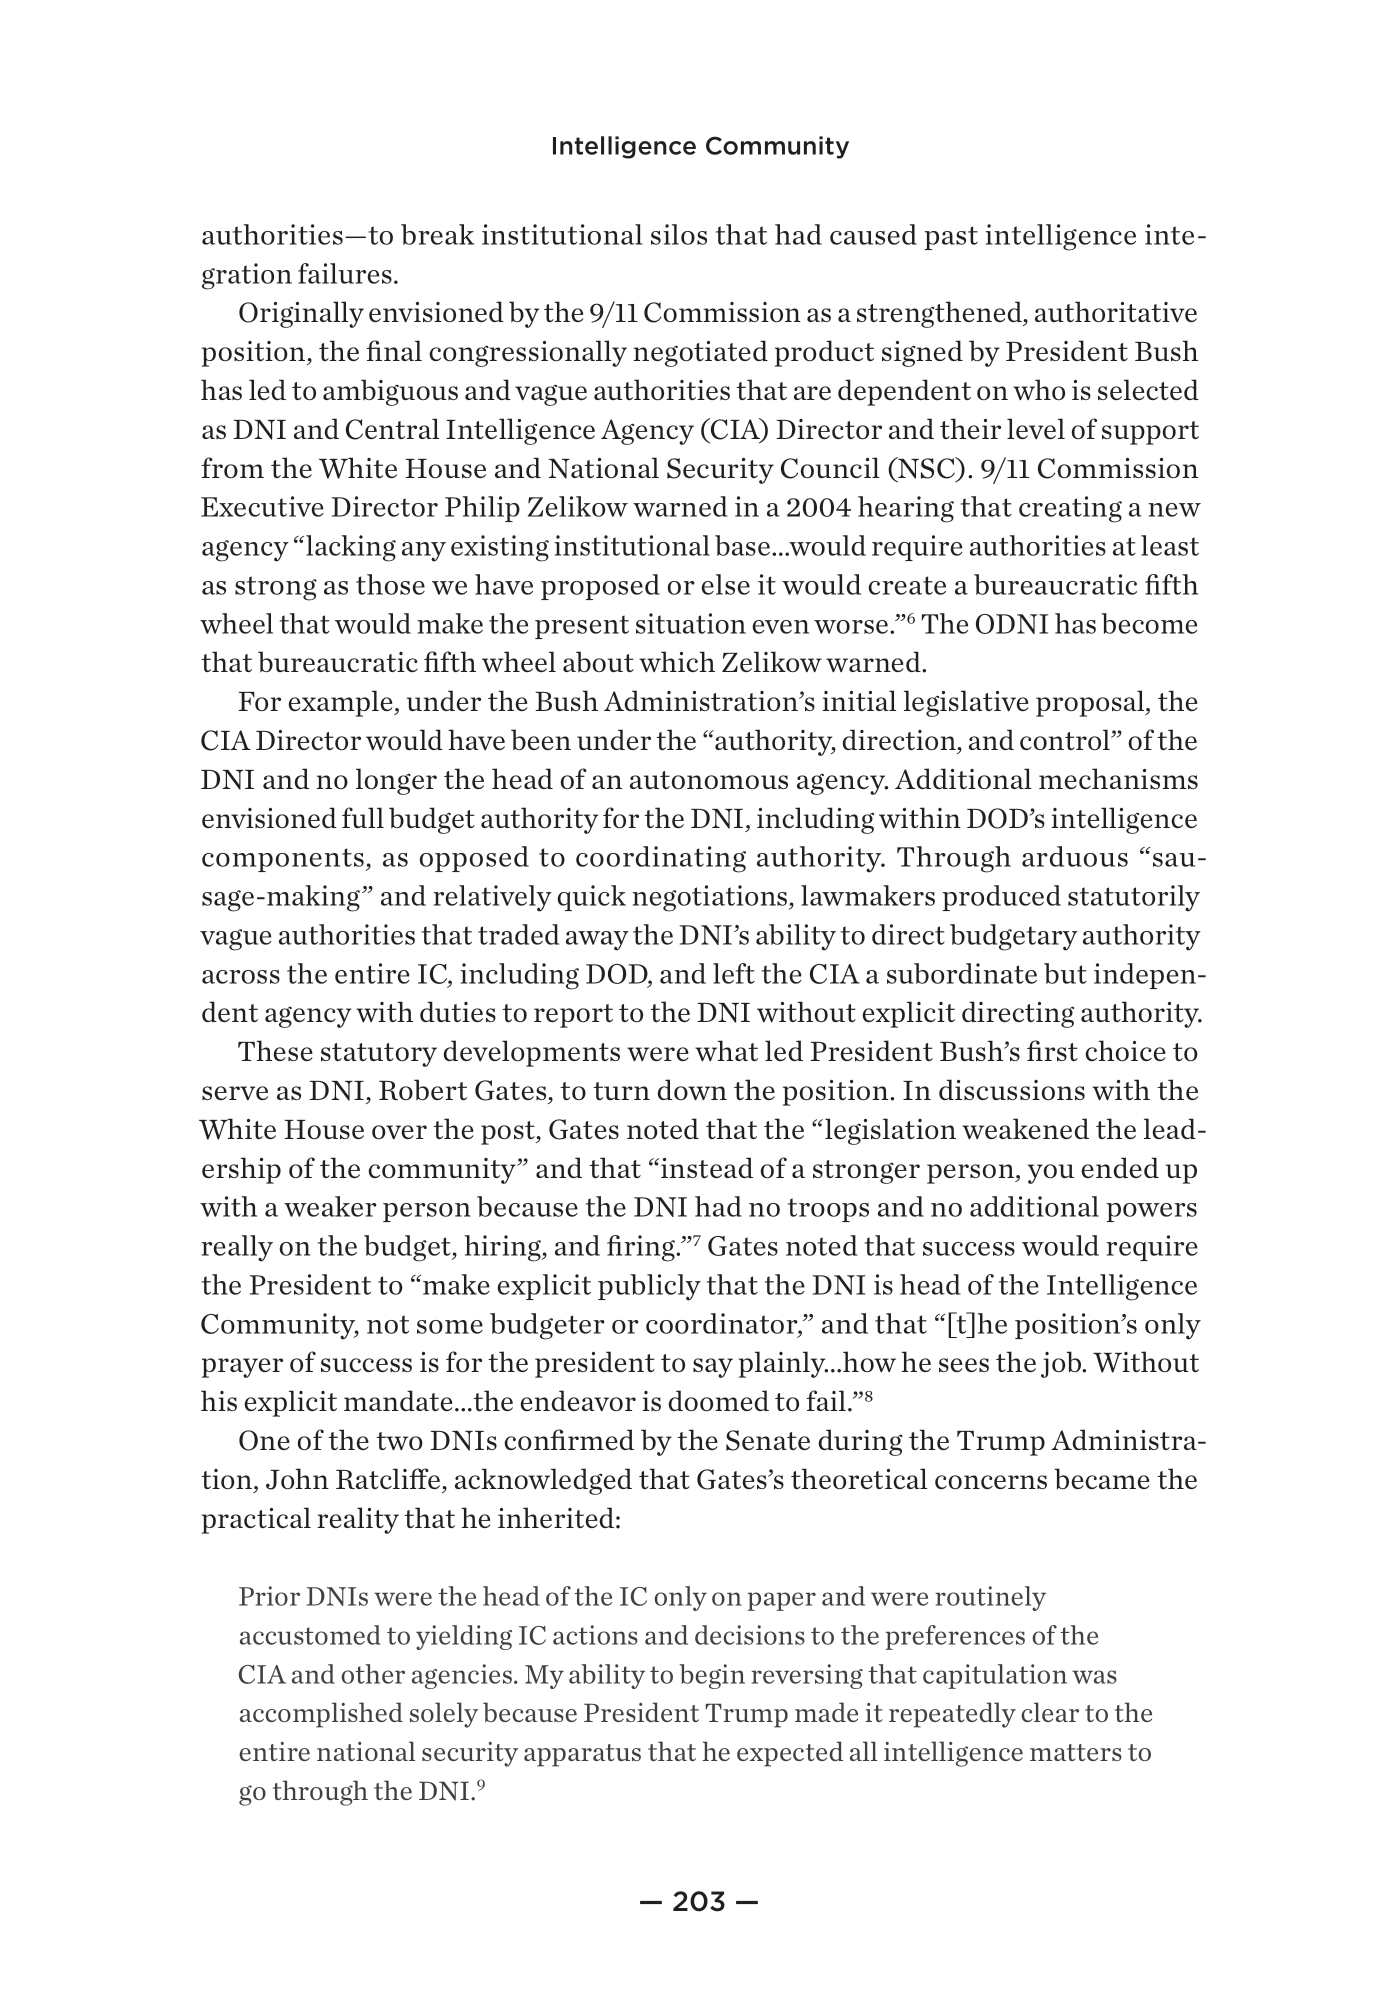 Intelligence Community
authorities—to break institutional silos that had caused past intelligence inte-
gration failures.
Originally envisioned by the 9/11 Commission as a strengthened, authoritative
position, the final congressionally negotiated product signed by President Bush
has led to ambiguous and vague authorities that are dependent on who is selected
as DNI and Central Intelligence Agency (CIA) Director and their level of support
from the White House and National Security Council (NSC). 9/11 Commission
Executive Director Philip Zelikow warned in a 2004 hearing that creating a new
agency “lacking any existing institutional base…would require authorities at least
as strong as those we have proposed or else it would create a bureaucratic fifth
wheel that would make the present situation even worse.”⁶ The ODNI has become
that bureaucratic fifth wheel about which Zelikow warned.
For example, under the Bush Administration’s initial legislative proposal, the
CIA Director would have been under the “authority, direction, and control” of the
DNI and no longer the head of an autonomous agency. Additional mechanisms
envisioned full budget authority for the DNI, including within DOD’s intelligence
components, as opposed to coordinating authority. Through arduous “sau-
sage-making” and relatively quick negotiations, lawmakers produced statutorily
vague authorities that traded away the DNI’s ability to direct budgetary authority
across the entire IC, including DOD, and left the CIA a subordinate but indepen-
dent agency with duties to report to the DNI without explicit directing authority.
These statutory developments were what led President Bush’s first choice to
serve as DNI, Robert Gates, to turn down the position. In discussions with the
White House over the post, Gates noted that the “legislation weakened the lead-
ership of the community” and that “instead of a stronger person, you ended up
with a weaker person because the DNI had no troops and no additional powers
really on the budget, hiring, and firing.”⁷ Gates noted that success would require
the President to “make explicit publicly that the DNI is head of the Intelligence
Community, not some budgeter or coordinator,” and that “[t]he position’s only
prayer of success is for the president to say plainly…how he sees the job. Without
his explicit mandate…the endeavor is doomed to fail.”⁸
One of the two DNIs confirmed by the Senate during the Trump Administra-
tion, John Ratcliffe, acknowledged that Gates’s theoretical concerns became the
practical reality that he inherited:
Prior DNIs were the head of the IC only on paper and were routinely
accustomed to yielding IC actions and decisions to the preferences of the
CIA and other agencies. My ability to begin reversing that capitulation was
accomplished solely because President Trump made it repeatedly clear to the
entire national security apparatus that he expected all intelligence matters to
go through the DNI.⁹
— 203 —